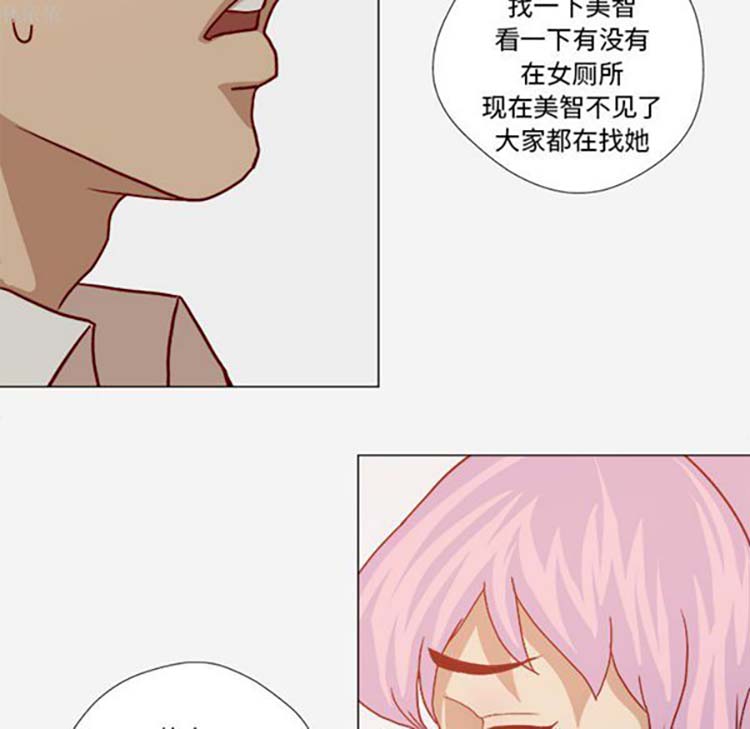 找一下美智
看一下有没有
在女厕所
现在美智不见了
大家都在找她